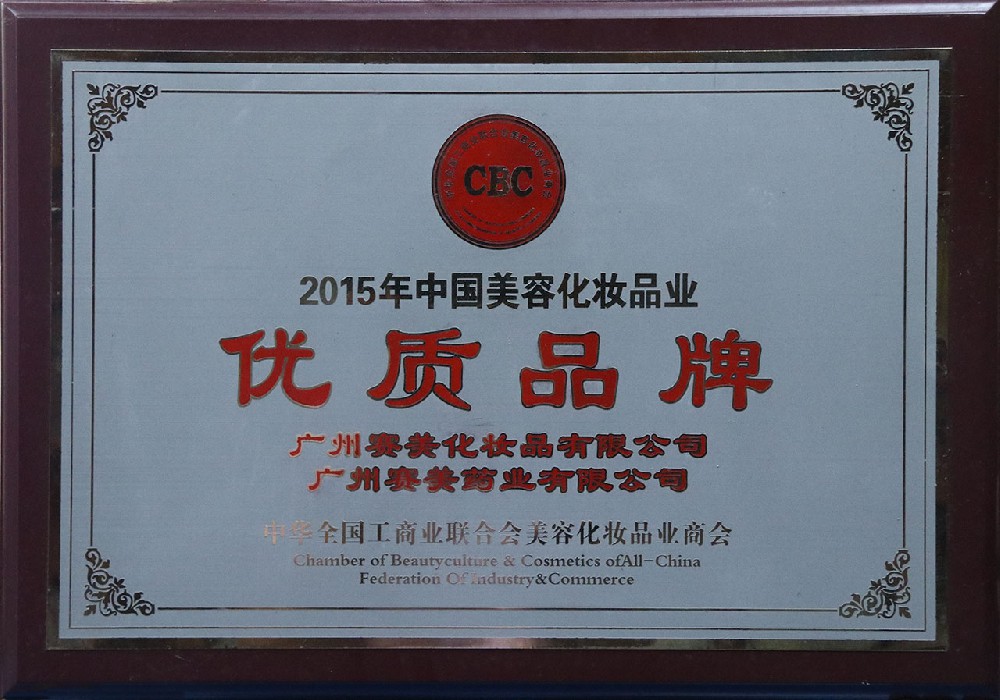 CBC
2015年中国美容化妆品业
优质品牌
广州赛美化妆品有限公司
广州赛美药业有限公司
中华全国工商业联合会美容化妆品业商会
Chamber of Beautyculture & Cosmetics ofAll-China
Federation Of Industry&Commerce